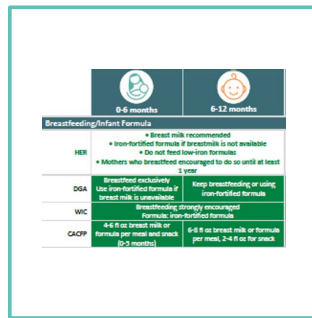 0-6 months 6-12 months
Breastfeeding/Infant Formula
HER
• Breast milk recommended
• Iron-fortified formula if breastmilk is not available
• Do not feed low-iron formulas
• Mothers who breastfeed encouraged to do so until at least
1 year
DGA
Breastfeed exclusively
Use iron-fortified formula if
breast milk is unavailable
Keep breastfeeding or using
iron-fortified formula
WIC
Breastfeeding strongly encouraged
Formula: iron-fortified formula
CACFP
4-6 fl oz breast milk or
formula per meal and snack
(0-5 months)
6-8 fl oz breast milk or formula
per meal, 2-4 fl oz for snack